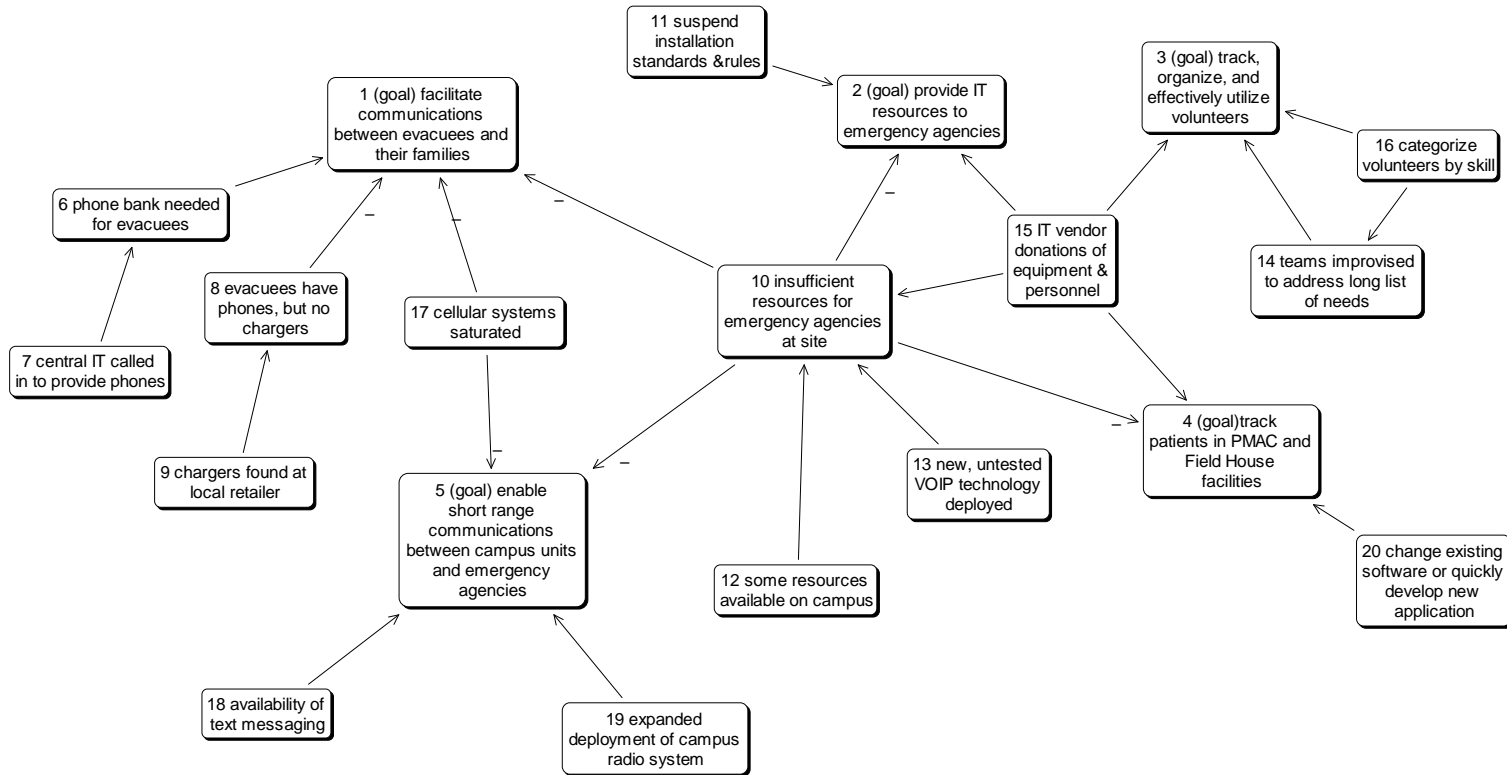 11 suspend
installation
standards &rules
3 (goal) track,
organize, and
effectively utilize
volunteers
1 (goal) facilitate
communications
between evacuees and
their families
2 (goal) provide IT
resources to
emergency agencies
16 categorize
volunteers by skill
6 phone bank needed
for evacuees
–
–
–
–
15 IT vendor
donations of
equipment &
personnel
14 teams improvised
to address long list
of needs
8 evacuees have
phones, but no
chargers
10 insufficient
resources for
emergency agencies
at site
17 cellular systems
saturated
7 central IT called
in to provide phones
4 (goal)track
patients in PMAC and
Field House
facilities
–
–
–
9 chargers found at
local retailer
13 new, untested
VOIP technology
deployed
5 (goal) enable
short range
communications
between campus units
and emergency
agencies
20 change existing
software or quickly
develop new
application
12 some resources
available on campus
18 availability of
text messaging
19 expanded
deployment of campus
radio system